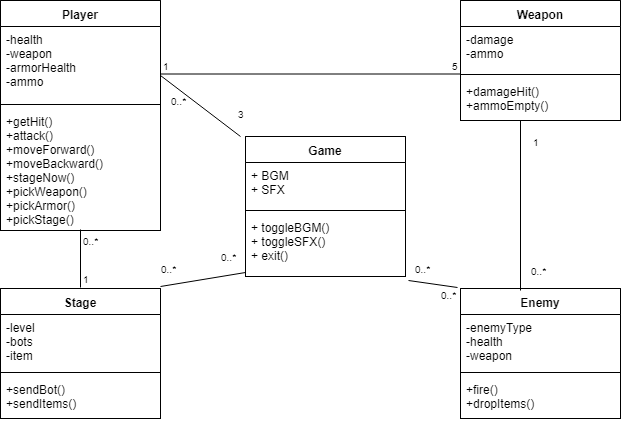 Player
-health
-weapon
-armorHealth
-ammo
+getHit()
+attack()
+moveForward()
+moveBackward()
+stageNow()
+pickWeapon()
+pickArmor()
+pickStage()
Weapon
-damage
-ammo
+damageHit()
+ammoEmpty()
1
5
0..*
3
Game
+ BGM
+ SFX
+ toggleBGM()
+ toggleSFX()
+ exit()
1
0..*
0..*
1
0..*
0..*
0..*
0..*
Stage
-level
-bots
-item
+sendBot()
+sendItems()
Enemy
-enemyType
-health
-weapon
+fire()
+dropItems()